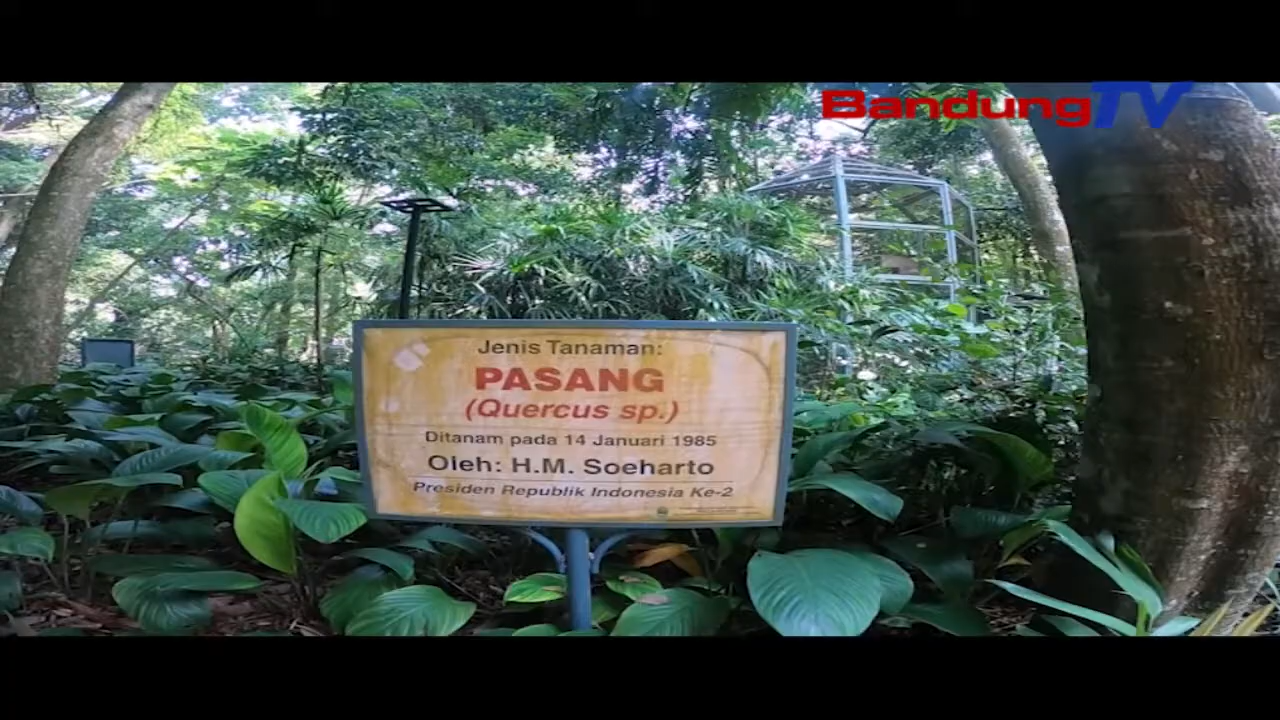 BandungTV
Jenis Tanaman:
PASANG
(Quercus sp.)
Ditanam pada 14 Januari 1985
Oleh: H.M. Soeharto
Presiden Republik Indonesia Ke-2